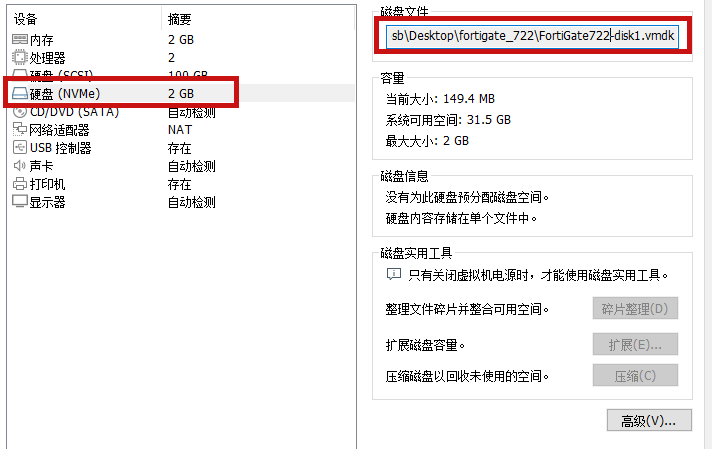 设备 摘要
内存 2 GB
处理器 2
硬盘 (SCSI) 100 GB
硬盘 (NVMe) 2 GB
CD/DVD (SATA) 自动检测
网络适配器 NAT
USB 控制器 存在
声卡 自动检测
打印机 存在
显示器 自动检测
磁盘文件
sb\Desktop\fortigate_722\FortiGate722-disk1.vmdk
容量
当前大小: 149.4 MB
系统可用空间: 31.5 GB
最大大小: 2 GB
磁盘信息
没有为此硬盘预分配磁盘空间。
硬盘内容存储在单个文件中。
磁盘实用工具
只有关闭虚拟机电源时，才能使用磁盘实用工具。
整理文件碎片并整合可用空间。 碎片整理(D)
扩展磁盘容量。 扩展(E)...
压缩磁盘以回收未使用的空间。 压缩(C)
高级(V)...